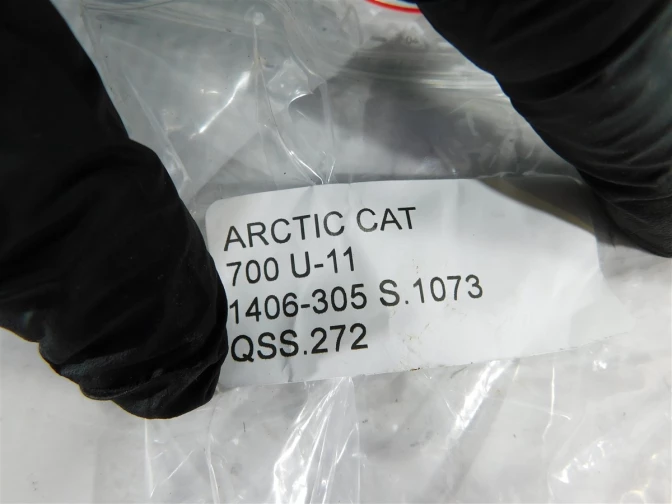 ARCTIC CAT
700 U-11
1406-305 S.1073
QSS.272